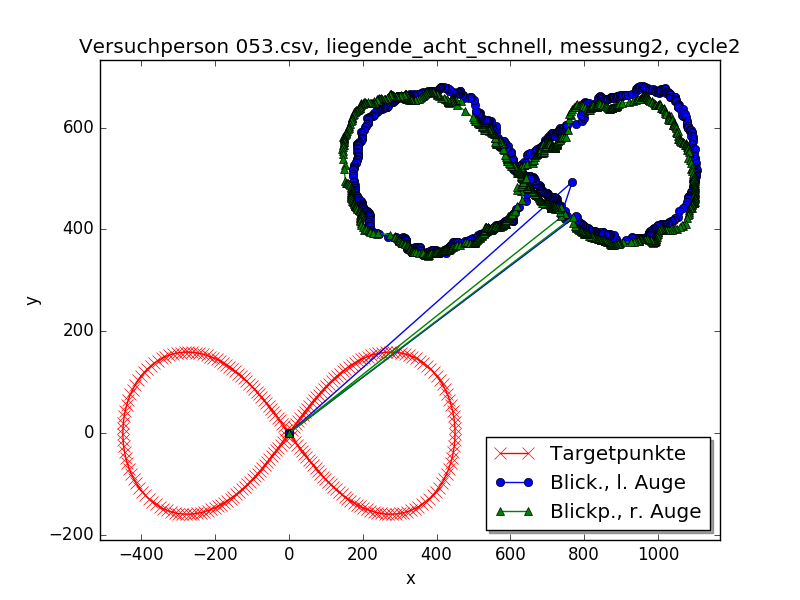 Versuchperson 053.csv, liegende_acht_schnell, messung2, cycle2
y
600
400
200
0
−200
−400
−200
0
200
400
600
800
1000
x
Targetpunkte
Blick., l. Auge
Blickp., r. Auge